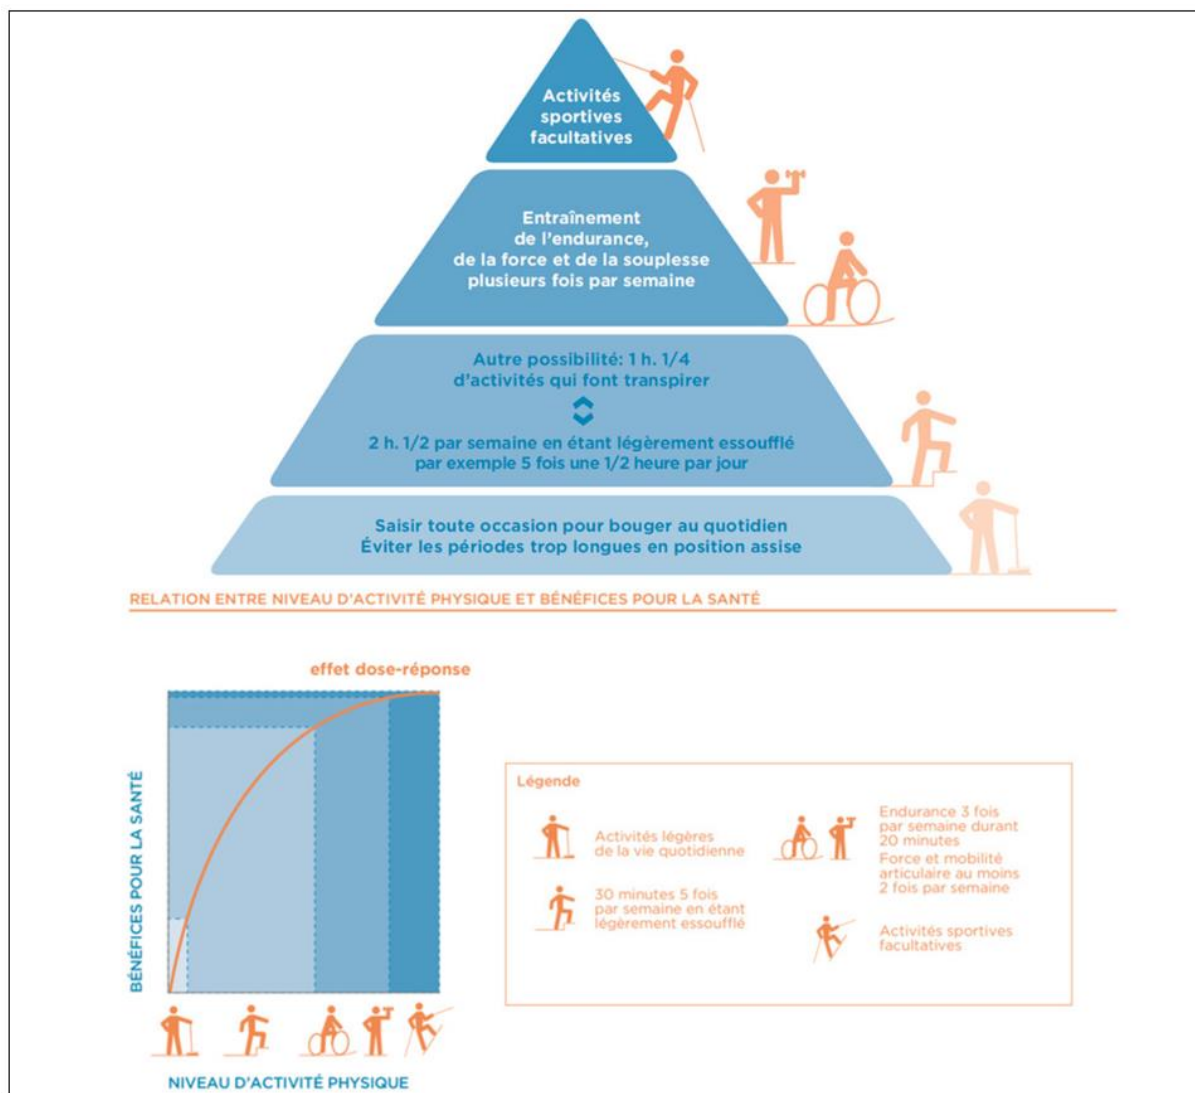 Activités
sportives
facultatives
Entraînement
de l'endurance,
de la force et de la souplesse
plusieurs fois par semaine
Autre possibilité: 1 h. 1/4
d'activités qui font transpirer
2 h. 1/2 par semaine en étant légèrement essoufflé
par exemple 5 fois une 1/2 heure par jour
Saisir toute occasion pour bouger au quotidien
Éviter les périodes trop longues en position assise
RELATION ENTRE NIVEAU D'ACTIVITÉ PHYSIQUE ET BÉNÉFICES POUR LA SANTÉ
effet dose-réponse
BÉNÉFICES POUR LA SANTÉ
NIVEAU D'ACTIVITÉ PHYSIQUE
Légende
Activités légères
de la vie quotidienne
30 minutes 5 fois
par semaine en étant
légèrement essoufflé
Endurance 3 fois
par semaine durant
20 minutes
Force et mobilité
articulaire au moins
2 fois par semaine
Activités sportives
facultatives